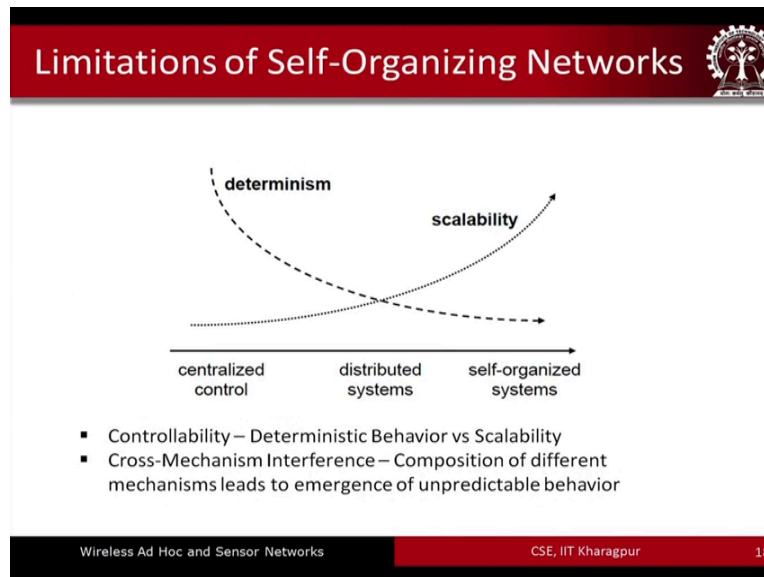 Limitations of Self-Organizing Networks
determinism
scalability
centralized
control
distributed
systems
self-organized
systems
▪ Controllability – Deterministic Behavior vs Scalability
▪ Cross-Mechanism Interference – Composition of different
mechanisms leads to emergence of unpredictable behavior
Wireless Ad Hoc and Sensor Networks
CSE, IIT Kharagpur